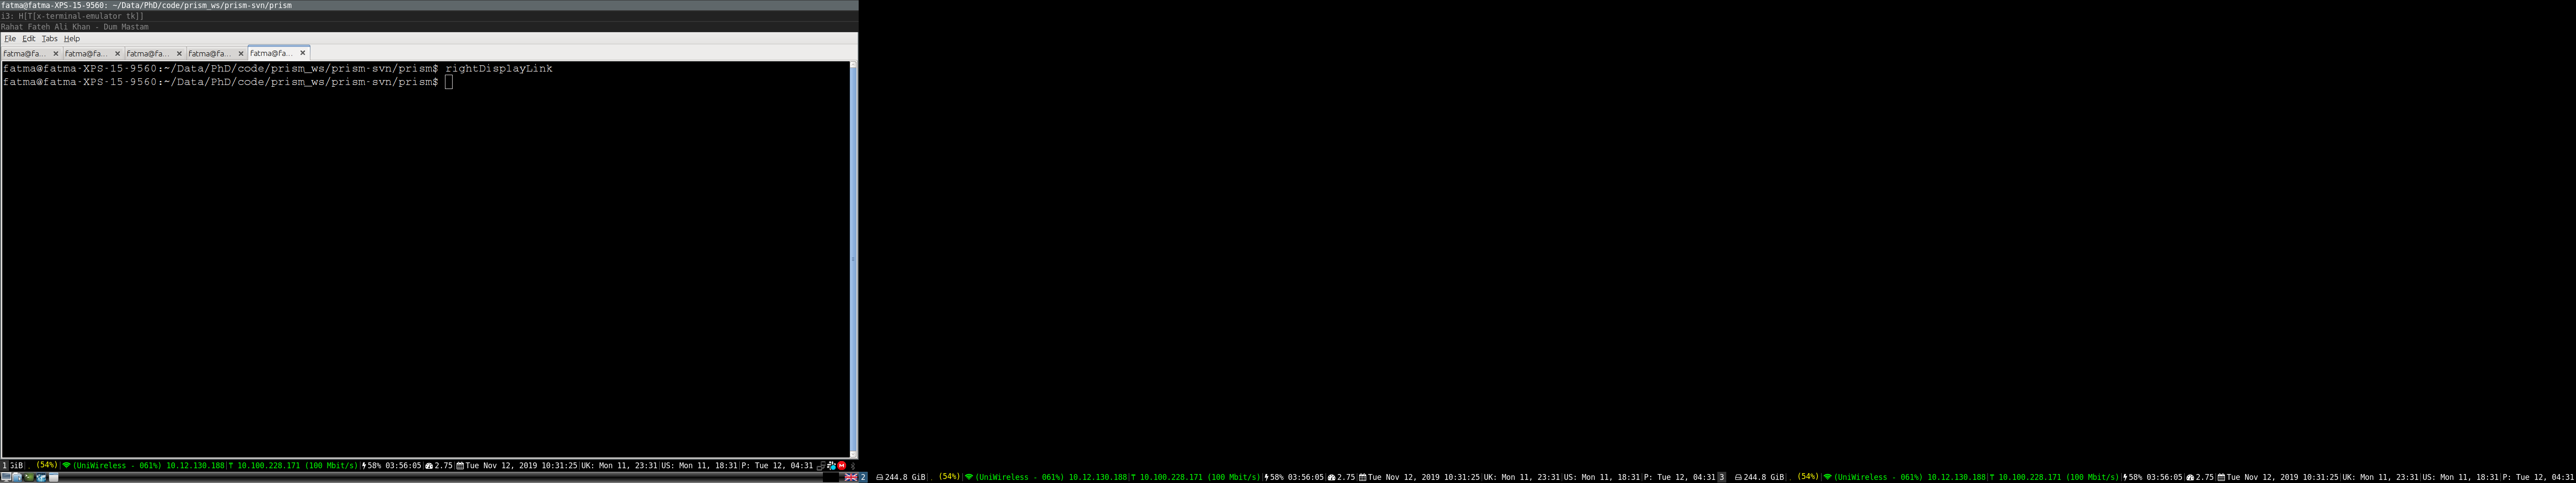 fatma@fatma-XPS-15-9560: ~/Data/PhD/code/prism_ws/prism-svn/prism
i3: H[T[x-terminal-emulator tk]]
Rahat Fateh Ali Khan - Dum Mastam
File Edit Tabs Help
fatma@fa... fatma@fa... fatma@fa... fatma@fa... fatma@fa...
fatma@fatma-XPS-15-9560:~/Data/PhD/code/prism_ws/prism-svn/prism$ rightDisplayLink
fatma@fatma-XPS-15-9560:~/Data/PhD/code/prism_ws/prism-svn/prism$
1 GiB (54%) (UniWireless - 061%) 10.12.130.188 10.100.228.171 (100 Mbit/s) 58% 03:56:05 2.75 Tue Nov 12, 2019 10:31:25 UK: Mon 11, 23:31 US: Mon 11, 18:31 P: Tue 12, 04:31
2 244.8 GiB (54%) (UniWireless - 061%) 10.12.130.188 10.100.228.171 (100 Mbit/s) 58% 03:56:05 2.75 Tue Nov 12, 2019 10:31:25 UK: Mon 11, 23:31 US: Mon 11, 18:31 P: Tue 12, 04:31
3 244.8 GiB (54%) (UniWireless - 061%) 10.12.130.188 10.100.228.171 (100 Mbit/s) 58% 03:56:05 2.75 Tue Nov 12, 2019 10:31:25 UK: Mon 11, 23:31 US: Mon 11, 18:31 P: Tue 12, 04:31